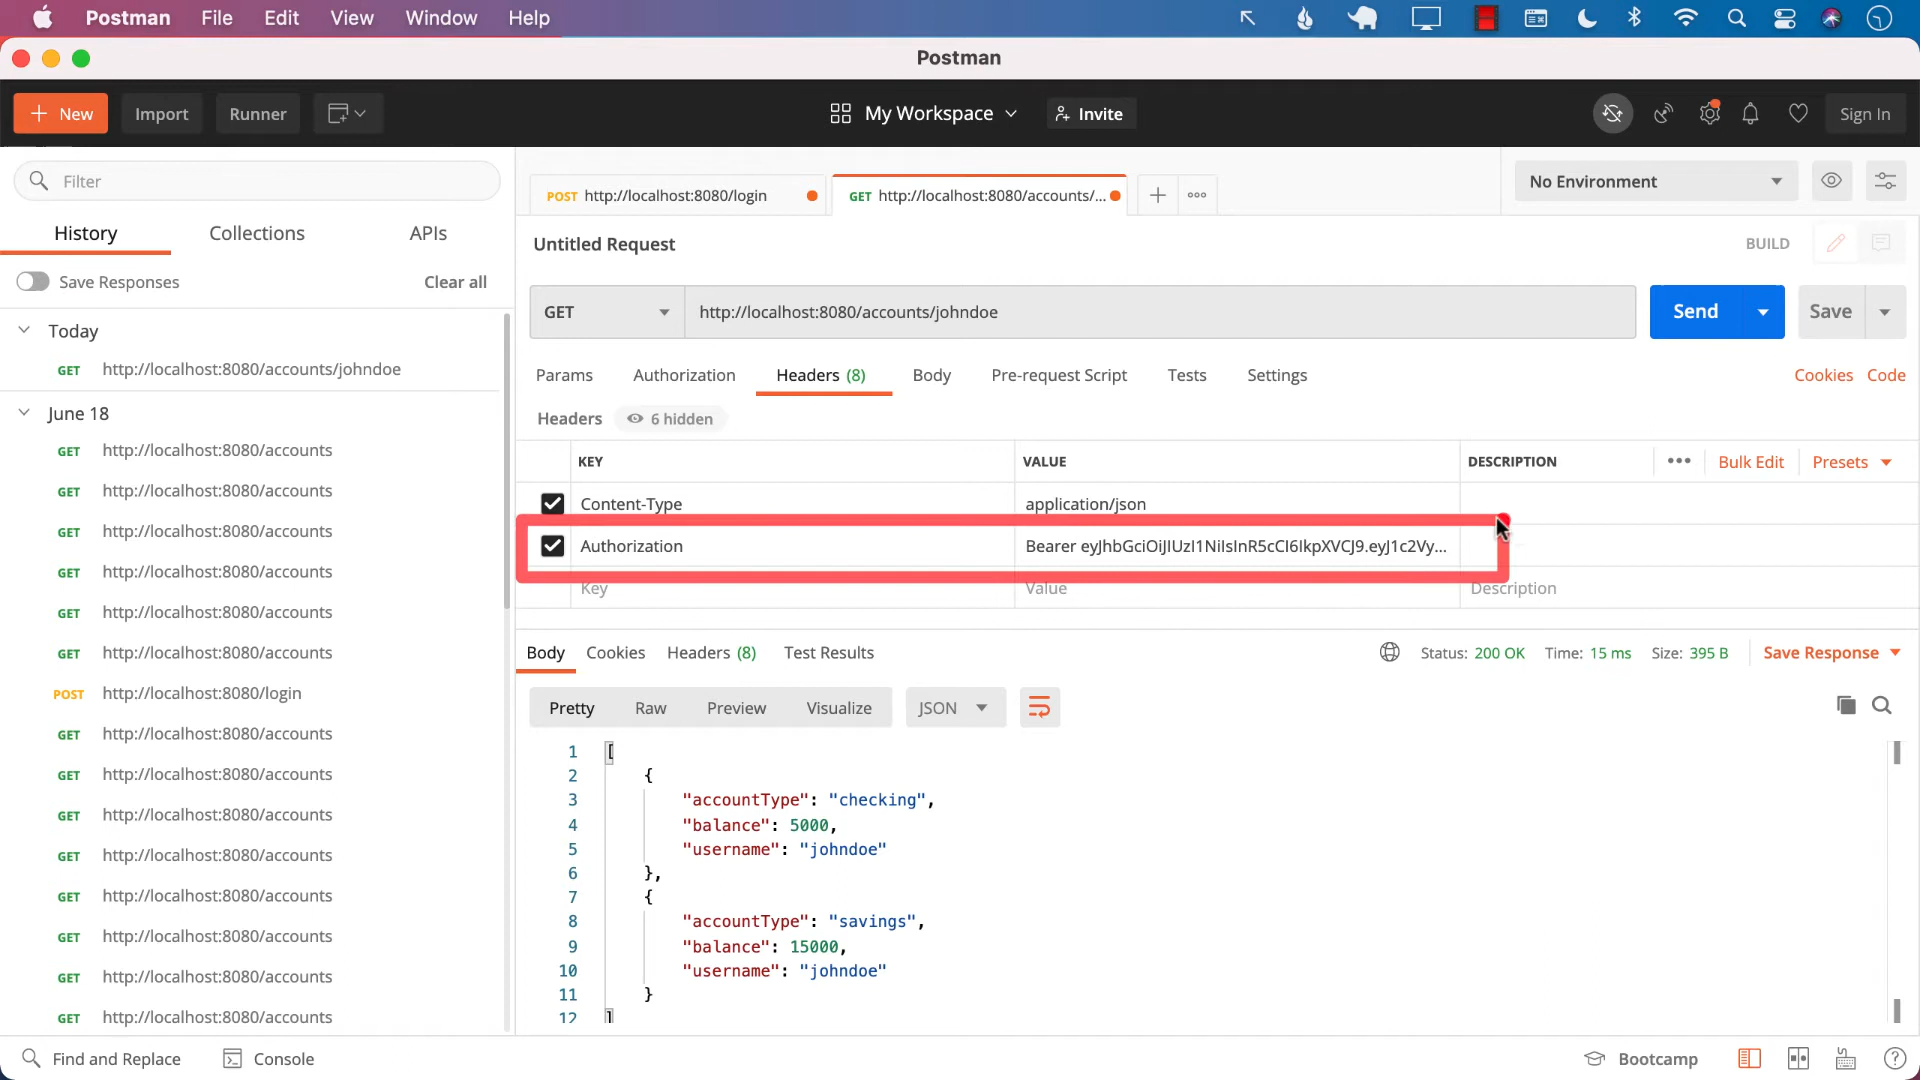 Postman File Edit View Window Help
Postman
New Import Runner My Workspace Invite Sign In
Filter
History Collections APIs
Save Responses Clear all
Today
GET http://localhost:8080/accounts/johndoe
June 18
GET http://localhost:8080/accounts
GET http://localhost:8080/accounts
GET http://localhost:8080/accounts
GET http://localhost:8080/accounts
GET http://localhost:8080/accounts
GET http://localhost:8080/accounts
POST http://localhost:8080/login
GET http://localhost:8080/accounts
GET http://localhost:8080/accounts
GET http://localhost:8080/accounts
GET http://localhost:8080/accounts
GET http://localhost:8080/accounts
GET http://localhost:8080/accounts
GET http://localhost:8080/accounts
GET http://localhost:8080/accounts
POST http://localhost:8080/login GET http://localhost:8080/accounts/... No Environment
Untitled Request BUILD
GET http://localhost:8080/accounts/johndoe Send Save
Params Authorization Headers (8) Body Pre-request Script Tests Settings Cookies Code
Headers 6 hidden
KEY VALUE DESCRIPTION Bulk Edit Presets
Content-Type application/json
Authorization Bearer eyJhbGciOiJIUzI1NiIsInR5cCI6IkpXVCJ9.eyJ1c2Vy...
Key Value Description
Body Cookies Headers (8) Test Results Status: 200 OK Time: 15 ms Size: 395 B Save Response
Pretty Raw Preview Visualize JSON
1 [
2 {
3 "accountType": "checking",
4 "balance": 5000,
5 "username": "johndoe"
6 },
7 {
8 "accountType": "savings",
9 "balance": 15000,
10 "username": "johndoe"
11 }
12 ]
Find and Replace Console Bootcamp